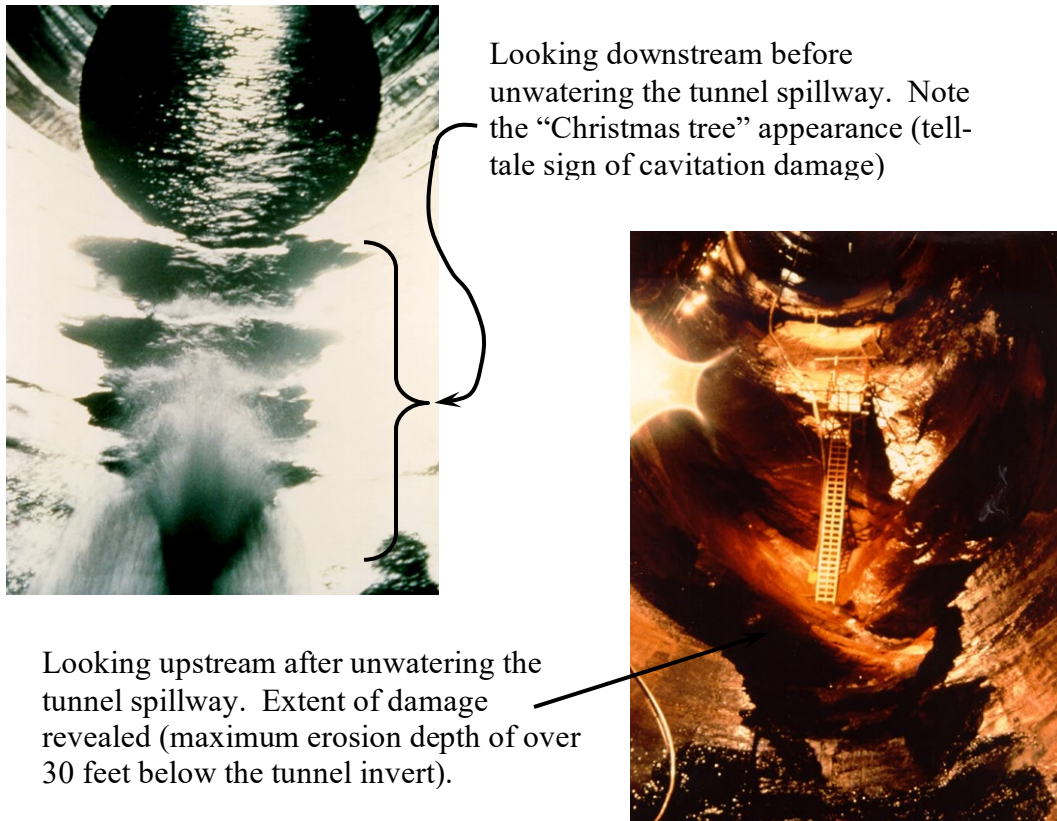 Looking downstream before
unwatering the tunnel spillway.  Note
the “Christmas tree” appearance (tell-
tale sign of cavitation damage)
Looking upstream after unwatering the
tunnel spillway.  Extent of damage
revealed (maximum erosion depth of over
30 feet below the tunnel invert).